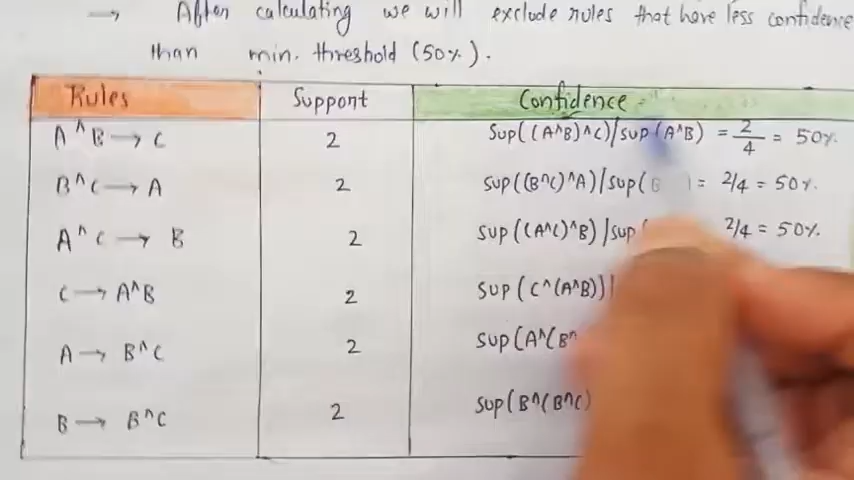 → After calculating we will exclude rules that have less confidence
than min. threshold (50%).
Rules Support Confidence
A^B → C 2 Sup((A^B)^C)/sup(A^B) = 2/4 = 50%.
B^C → A 2 sup((B^C)^A)/sup( = 2/4 = 50%.
A^C → B 2 sup((A^C)^B)/sup 2/4 = 50%.
C → A^B 2 sup(C^(A^B))
A → B^C 2 sup(A^(B^
B → B^C 2 sup(B^(B^C)